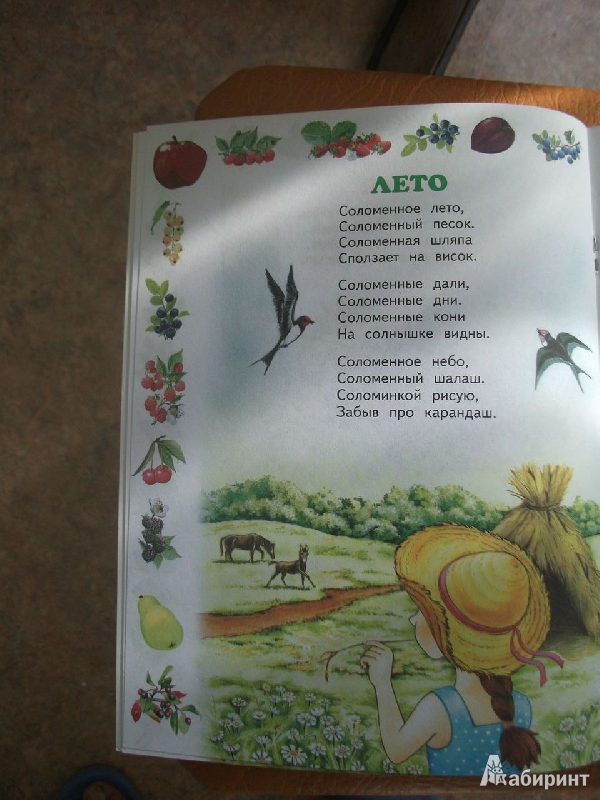 ЛЕТО
Соломенное лето,
Соломенный песок.
Соломенная шляпа
Сползает на висок.
Соломенные дали,
Соломенные дни.
Соломенные кони
На солнышке видны.
Соломенное небо,
Соломенный шалаш.
Соломинкой рисую,
Забыв про карандаш.
Лабиринт